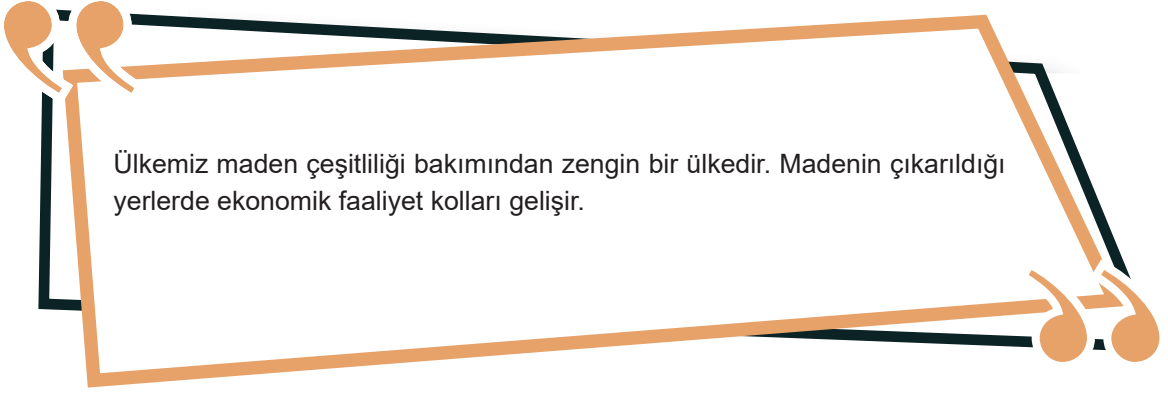 Ülkemiz maden çeşitliliği bakımından zengin bir ülkedir. Madenin çıkarıldığı
yerlerde ekonomik faaliyet kolları gelişir.